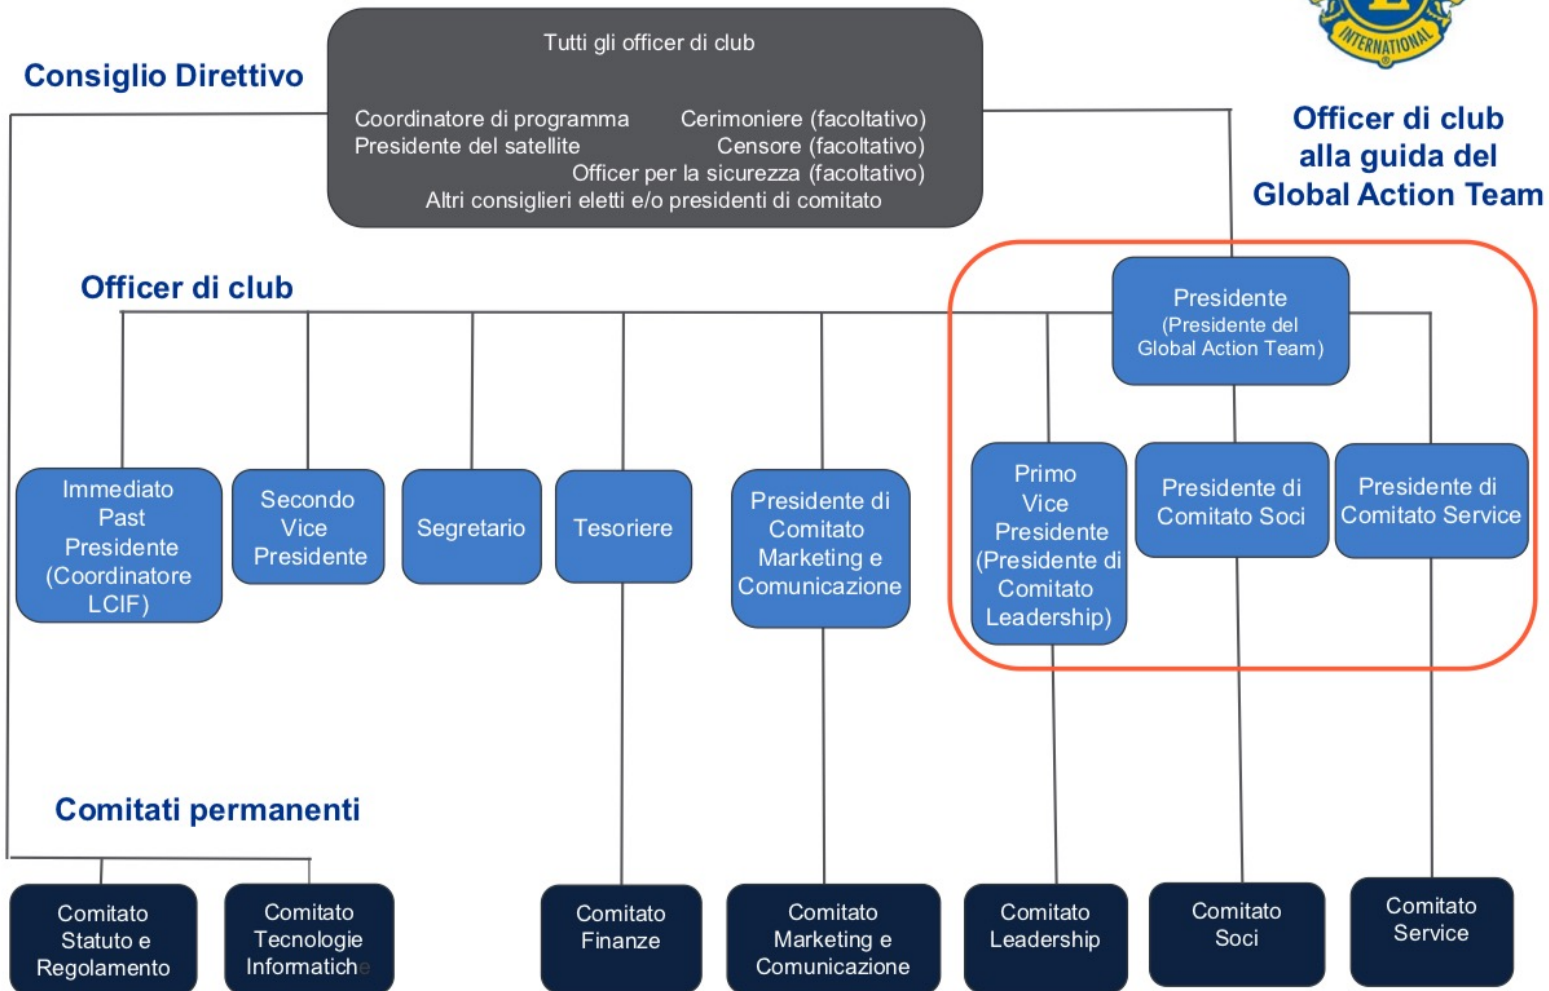 INTERNATIONAL
®
Tutti gli officer di club
Consiglio Direttivo
Coordinatore di programma Cerimoniere (facoltativo)
Presidente del satellite Censore (facoltativo)
Officer per la sicurezza (facoltativo)
Altri consiglieri eletti e/o presidenti di comitato
Officer di club
alla guida del
Global Action Team
Officer di club
Presidente
(Presidente del
Global Action Team)
Immediato
Past
Presidente
(Coordinatore
LCIF)
Secondo
Vice
Presidente
Segretario
Tesoriere
Presidente di
Comitato
Marketing e
Comunicazione
Primo
Vice
Presidente
(Presidente di
Comitato
Leadership)
Presidente di
Comitato Soci
Presidente di
Comitato Service
Comitati permanenti
Comitato
Statuto e
Regolamento
Comitato
Tecnologie
Informatiche
Comitato
Finanze
Comitato
Marketing e
Comunicazione
Comitato
Leadership
Comitato
Soci
Comitato
Service